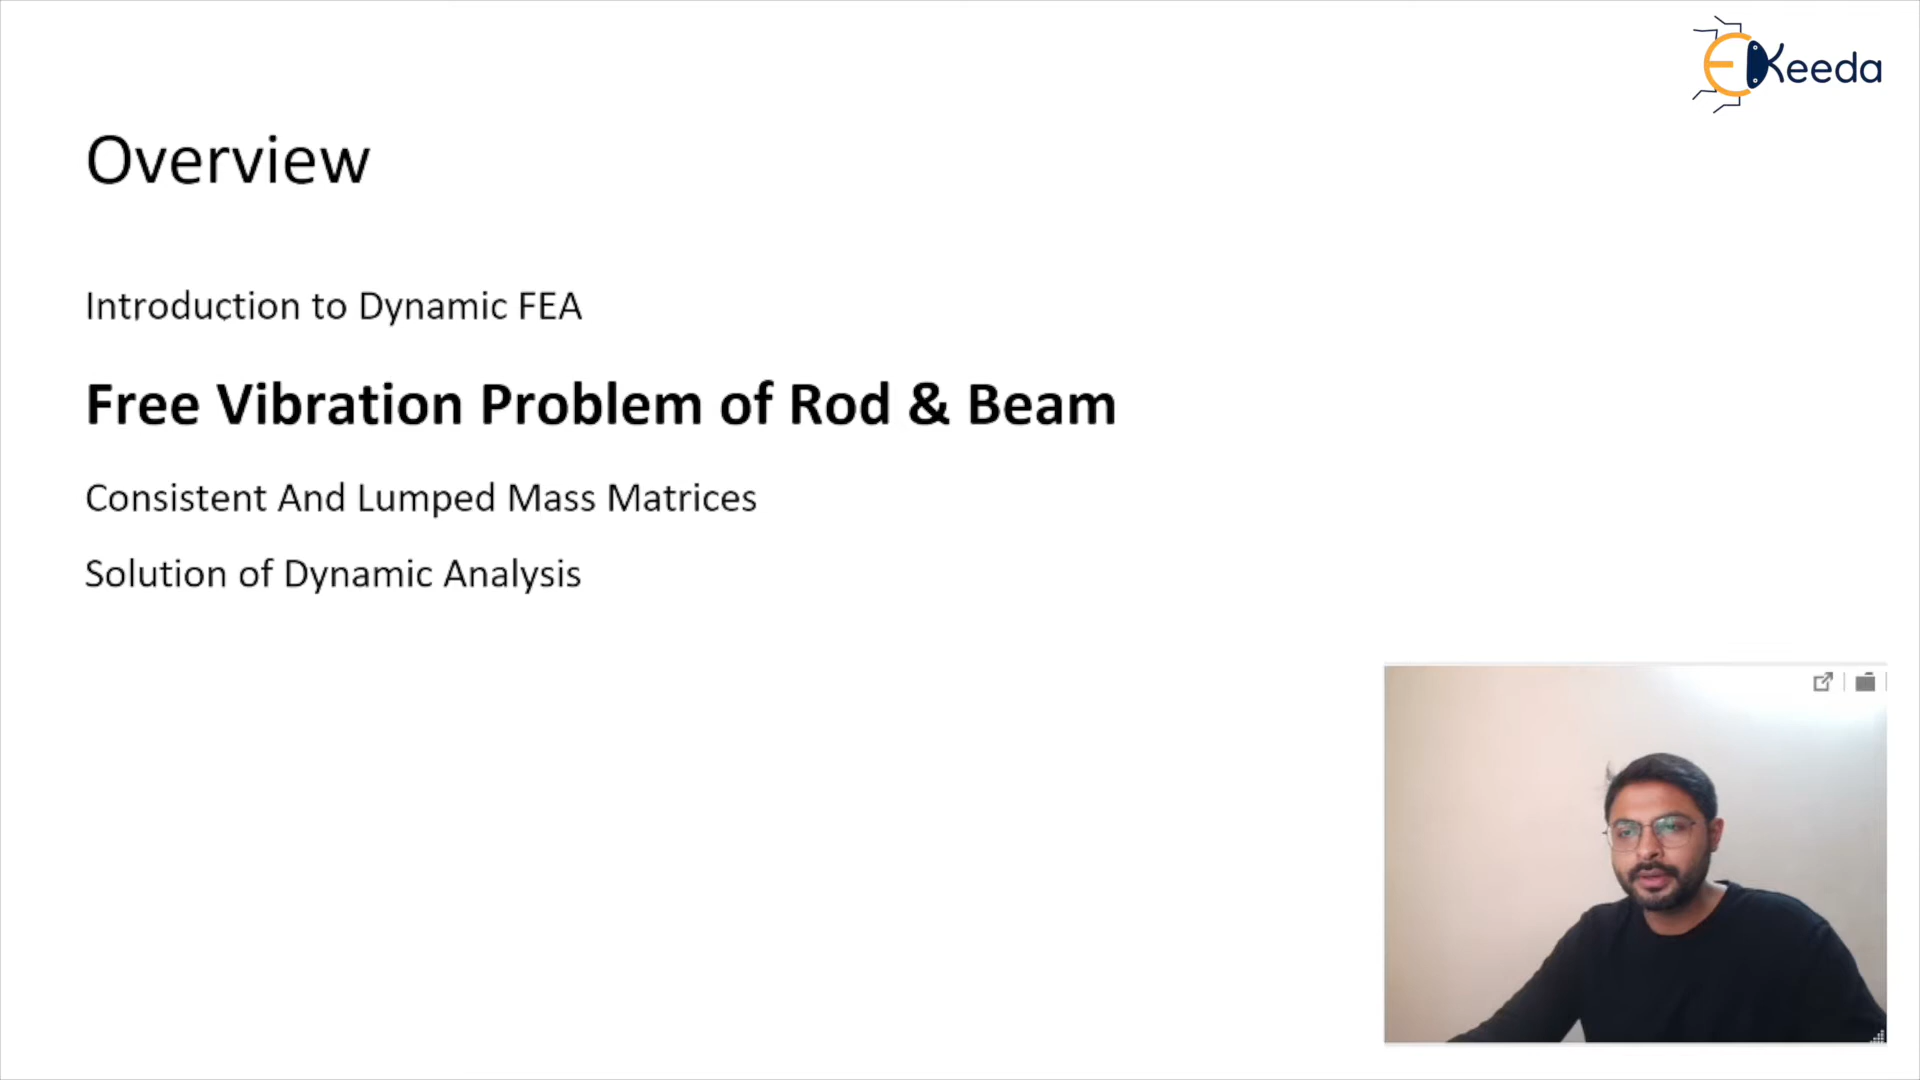 EKeeda
Overview
Introduction to Dynamic FEA
Free Vibration Problem of Rod & Beam
Consistent And Lumped Mass Matrices
Solution of Dynamic Analysis